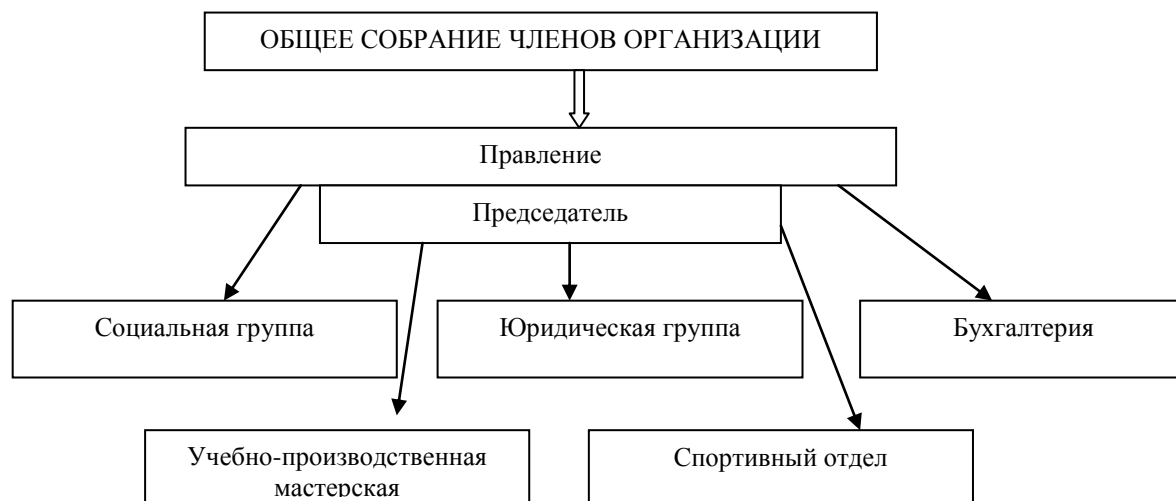 ОБЩЕЕ СОБРАНИЕ ЧЛЕНОВ ОРГАНИЗАЦИИ
Правление
Председатель
Социальная группа
Юридическая группа
Бухгалтерия
Учебно-производственная
мастерская
Спортивный отдел